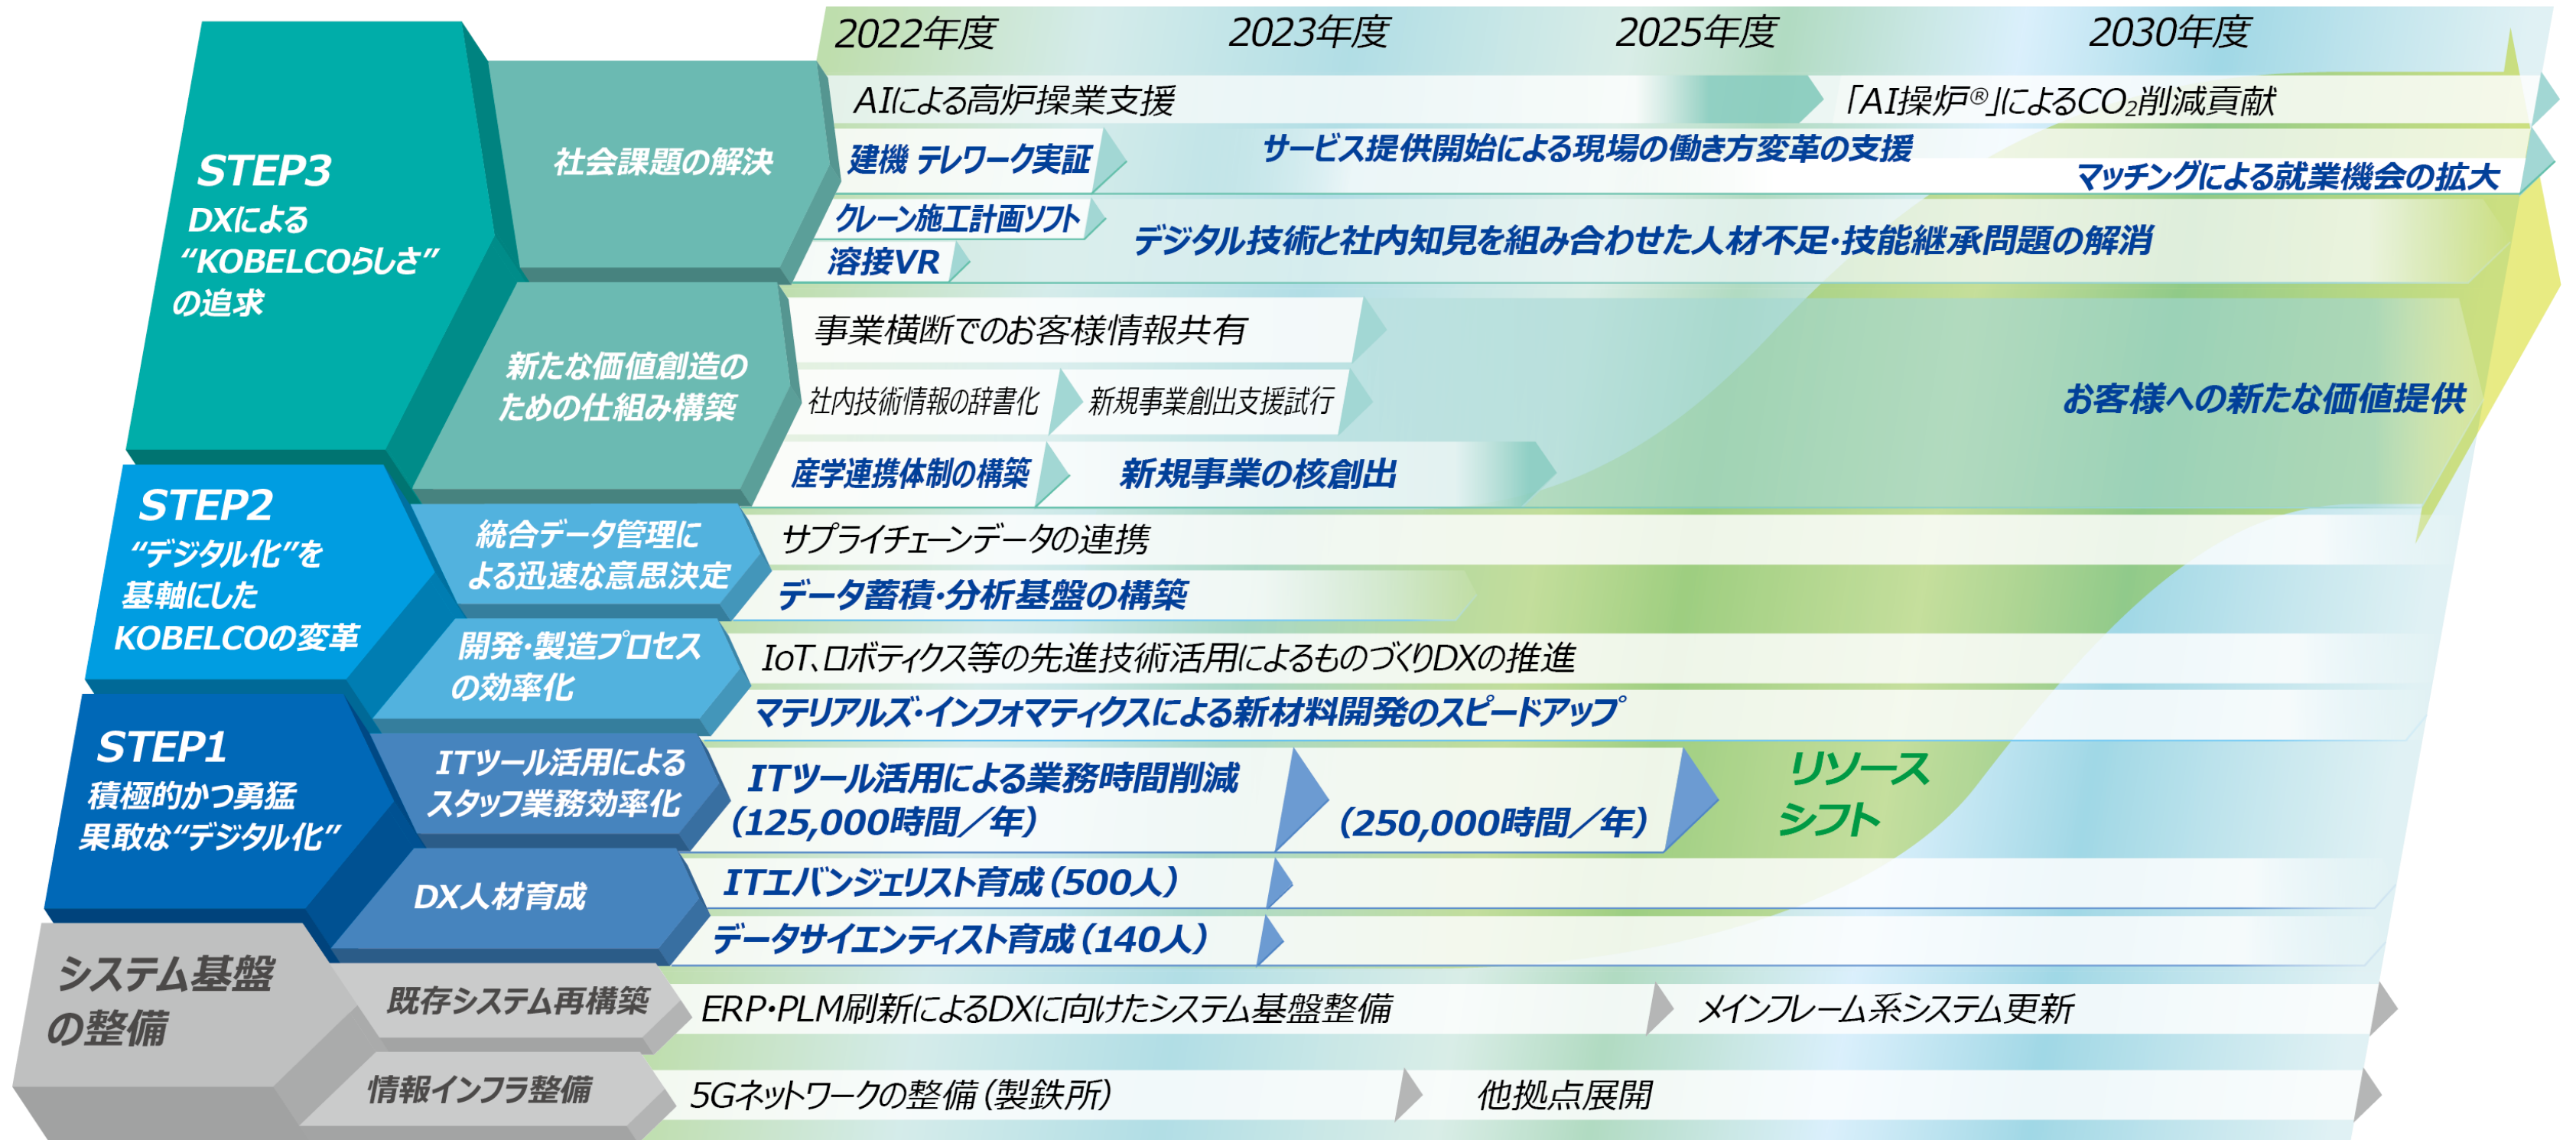 2022年度
2023年度
2025年度
2030年度
STEP3
DXによる
“KOBELCOらしさ”
の追求
社会課題の解決
AIによる高炉操業支援
「AI操炉®」によるCO₂削減貢献
建機 テレワーク実証
サービス提供開始による現場の働き方変革の支援
マッチングによる就業機会の拡大
クレーン施工計画ソフト
溶接VR
デジタル技術と社内知見を組み合わせた人材不足・技能継承問題の解消
新たな価値創造の
ための仕組み構築
事業横断でのお客様情報共有
社内技術情報の辞書化
新規事業創出支援試行
産学連携体制の構築
新規事業の核創出
お客様への新たな価値提供
STEP2
“デジタル化”を
基軸にした
KOBELCOの変革
統合データ管理に
よる迅速な意思決定
サプライチェーンデータの連携
データ蓄積・分析基盤の構築
開発・製造プロセス
の効率化
IoT、ロボティクス等の先進技術活用によるものづくりDXの推進
マテリアルズ・インフォマティクスによる新材料開発のスピードアップ
STEP1
積極的かつ勇猛
果敢な“デジタル化”
ITツール活用による
スタッフ業務効率化
ITツール活用による業務時間削減
（125,000時間／年）
（250,000時間／年）
リソース
シフト
DX人材育成
ITエバンジェリスト育成（500人）
データサイエンティスト育成（140人）
システム基盤
の整備
既存システム再構築
ERP・PLM刷新によるDXに向けたシステム基盤整備
メインフレーム系システム更新
情報インフラ整備
5Gネットワークの整備（製鉄所）
他拠点展開